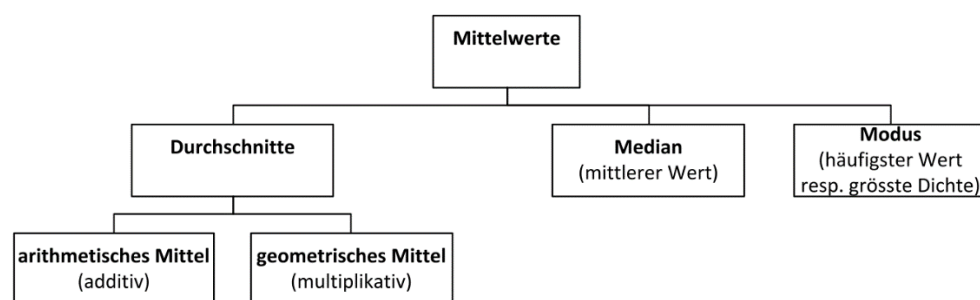 Mittelwerte
Durchschnitte
Median
(mittlerer Wert)
Modus
(häufigster Wert
resp. grösste Dichte)
arithmetisches Mittel
(additiv)
geometrisches Mittel
(multiplikativ)